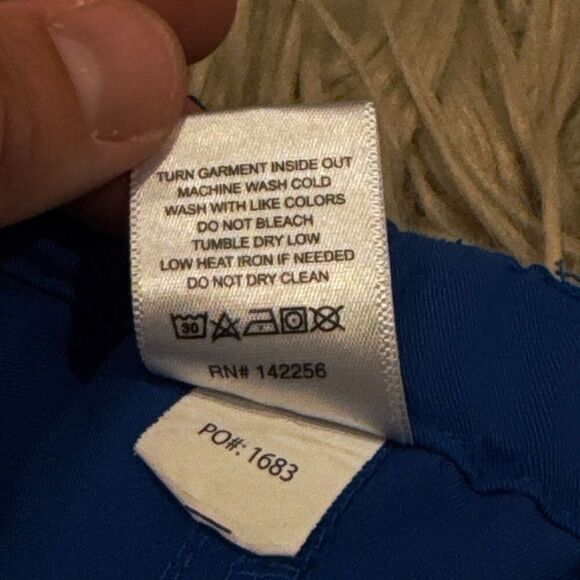 TURN GARMENT INSIDE OUT
MACHINE WASH COLD
WASH WITH LIKE COLORS
DO NOT BLEACH
TUMBLE DRY LOW
LOW HEAT IRON IF NEEDED
DO NOT DRY CLEAN
30
RN# 142256
PO#: 1683